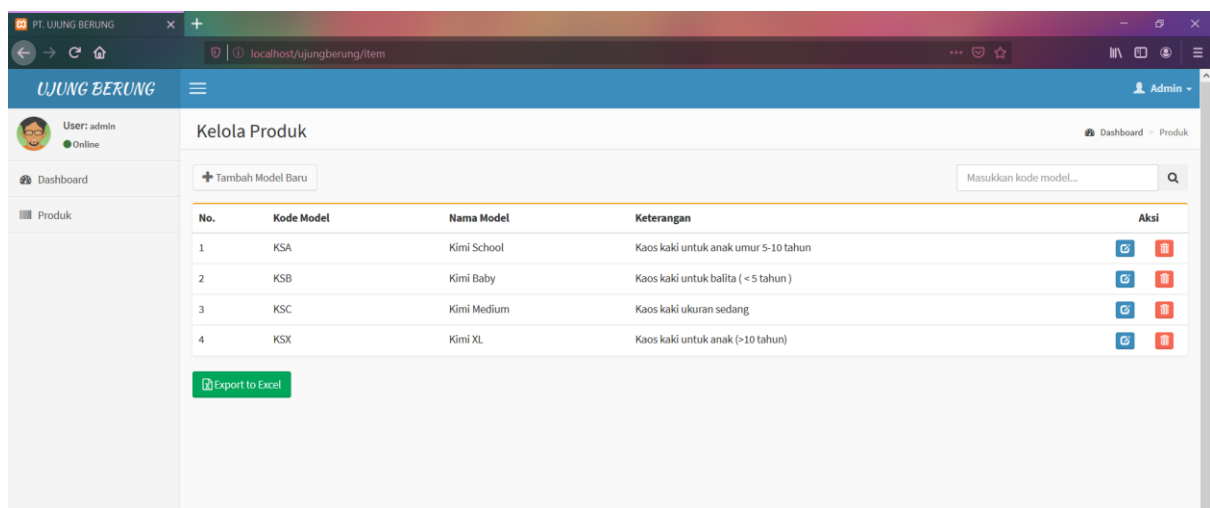 PT. UJUNG BERUNG
localhost/ujungberung/item
UJUNG BERUNG
Admin
User: admin
Online
Kelola Produk
Dashboard > Produk
Dashboard
Tambah Model Baru
Masukkan kode model...
Produk
No. Kode Model Nama Model Keterangan Aksi
1 KSA Kimi School Kaos kaki untuk anak umur 5-10 tahun
2 KSB Kimi Baby Kaos kaki untuk balita ( < 5 tahun )
3 KSC Kimi Medium Kaos kaki ukuran sedang
4 KSX Kimi XL Kaos kaki untuk anak (>10 tahun)
Export to Excel